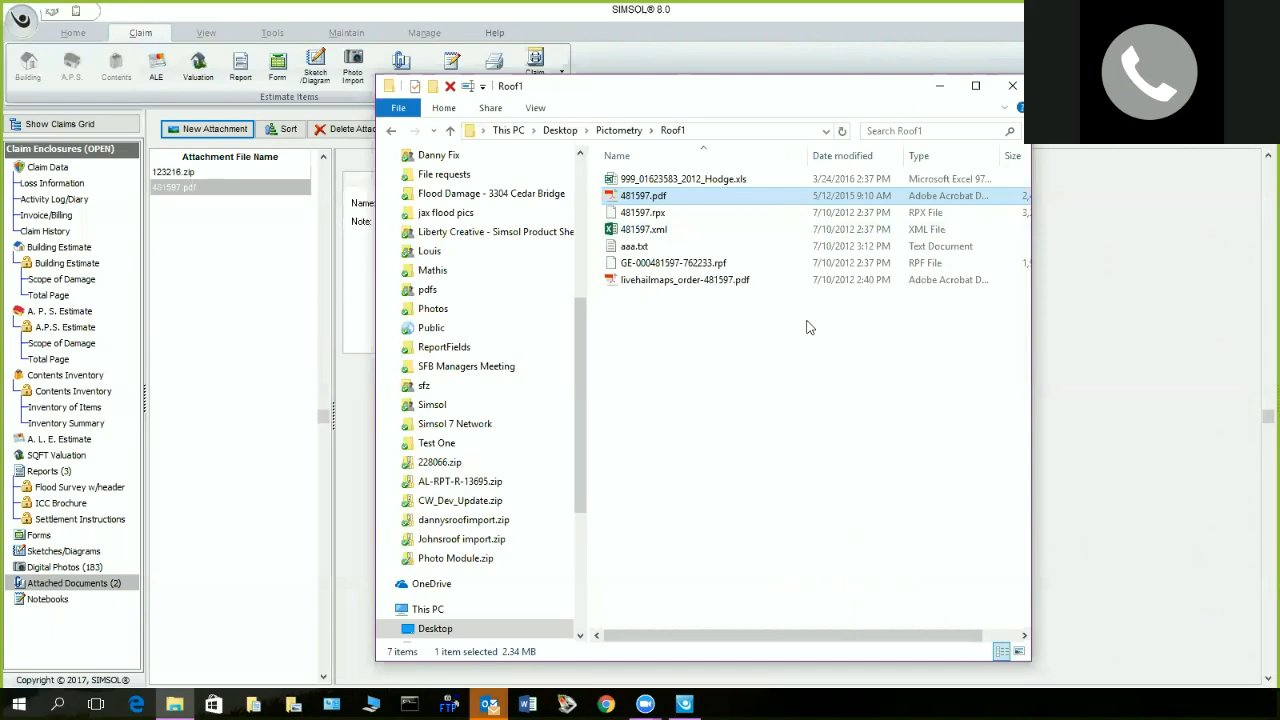 SIMSOL® 8.0
Home
Claim
View
Tools
Maintain
Manage
Help
Building
A.P.S.
Contents
ALE
Valuation
Report
Form
Sketch
/Diagram
Photo
Import
Claim
Estimate Items
Show Claims Grid
New Attachment
Sort
Delete Attac
Claim Enclosures (OPEN)
Claim Data
Loss Information
Activity Log/Diary
Invoice/Billing
Claim History
Building Estimate
Building Estimate
Scope of Damage
Total Page
A. P. S. Estimate
A.P.S. Estimate
Scope of Damage
Total Page
Contents Inventory
Contents Inventory
Inventory of Items
Inventory Summary
A. L. E. Estimate
SQFT Valuation
Reports (3)
Flood Survey w/header
ICC Brochure
Settlement Instructions
Forms
Sketches/Diagrams
Digital Photos (183)
Attached Documents (2)
Notebooks
Copyright © 2017, SIMSOL®
Attachment File Name
123216.zip
481597.pdf
Name:
Note:
Roof1
File
Home
Share
View
This PC
Desktop
Pictometry
Roof1
Search Roof1
Danny Fix
File requests
Flood Damage - 3304 Cedar Bridge
jax flood pics
Liberty Creative - Simsol Product She
Louis
Mathis
pdfs
Photos
Public
ReportFields
SFB Managers Meeting
sfz
Simsol
Simsol 7 Network
Test One
228066.zip
AL-RPT-R-13695.zip
CW_Dev_Update.zip
dannysroofimport.zip
Johnsroof import.zip
Photo Module.zip
OneDrive
This PC
Desktop
Name Date modified Type Size
999_01623583_2012_Hodge.xls 3/24/2016 2:37 PM Microsoft Excel 97...
481597.pdf 5/12/2015 9:10 AM Adobe Acrobat D... 2,
481597.rpx 7/10/2012 2:37 PM RPX File 3,
481597.xml 7/10/2012 2:37 PM XML File
aaa.txt 7/10/2012 3:12 PM Text Document
GE-000481597-762233.rpf 7/10/2012 2:37 PM RPF File 1,
livehailmaps_order-481597.pdf 7/10/2012 2:40 PM Adobe Acrobat D...
7 items 1 item selected 2.34 MB
FTP